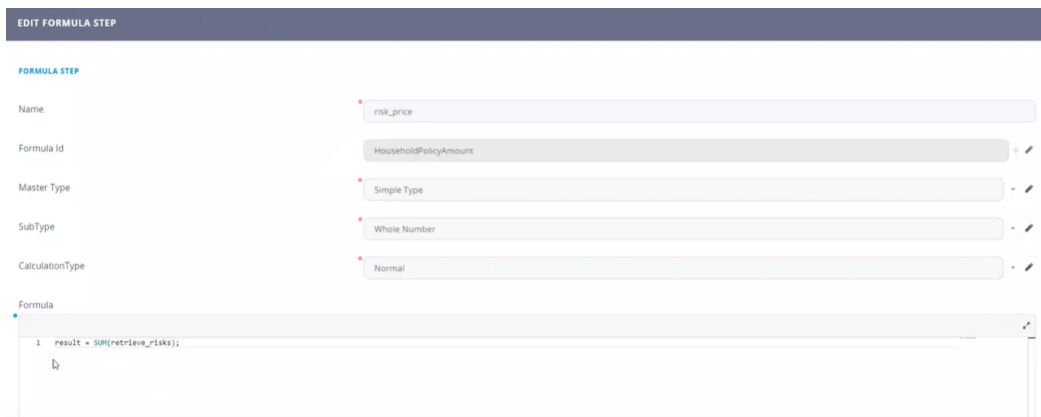 EDIT FORMULA STEP
FORMULA STEP
Name * risk_price
Formula Id HouseholdPolicyAmount
Master Type * Simple Type
SubType * Whole Number
CalculationType * Normal
Formula
1 result = SUM(retrieve_risks);